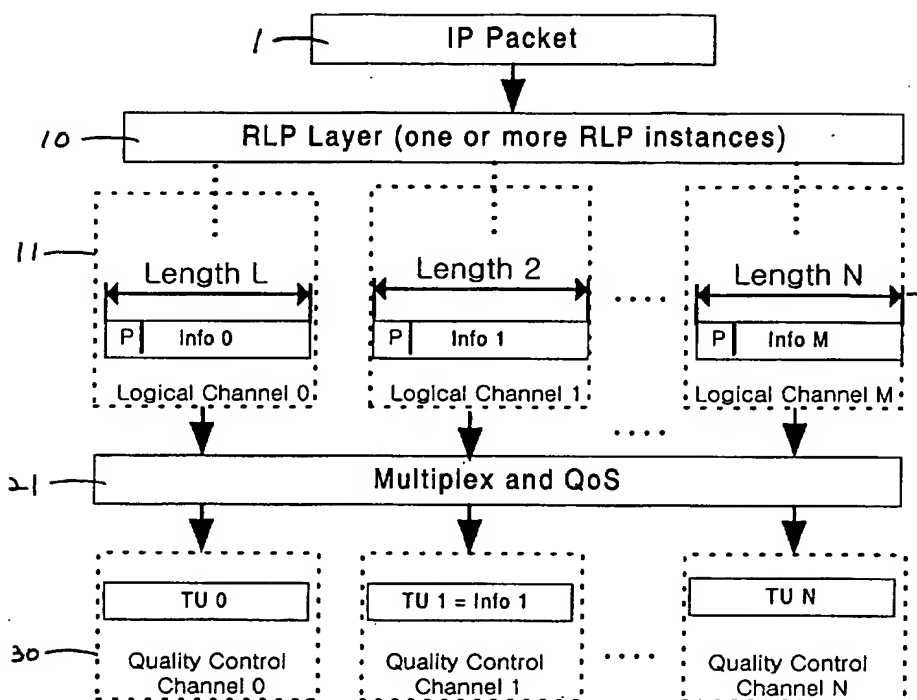 1
IP Packet
10
RLP Layer (one or more RLP instances)
11
Length L
Length 2
Length N
P
Info 0
P
Info 1
P
Info M
Logical Channel 0
Logical Channel 1
Logical Channel M
21
Multiplex and QoS
TU 0
TU 1 = Info 1
TU N
30
Quality Control
Channel 0
Quality Control
Channel 1
Quality Control
Channel N